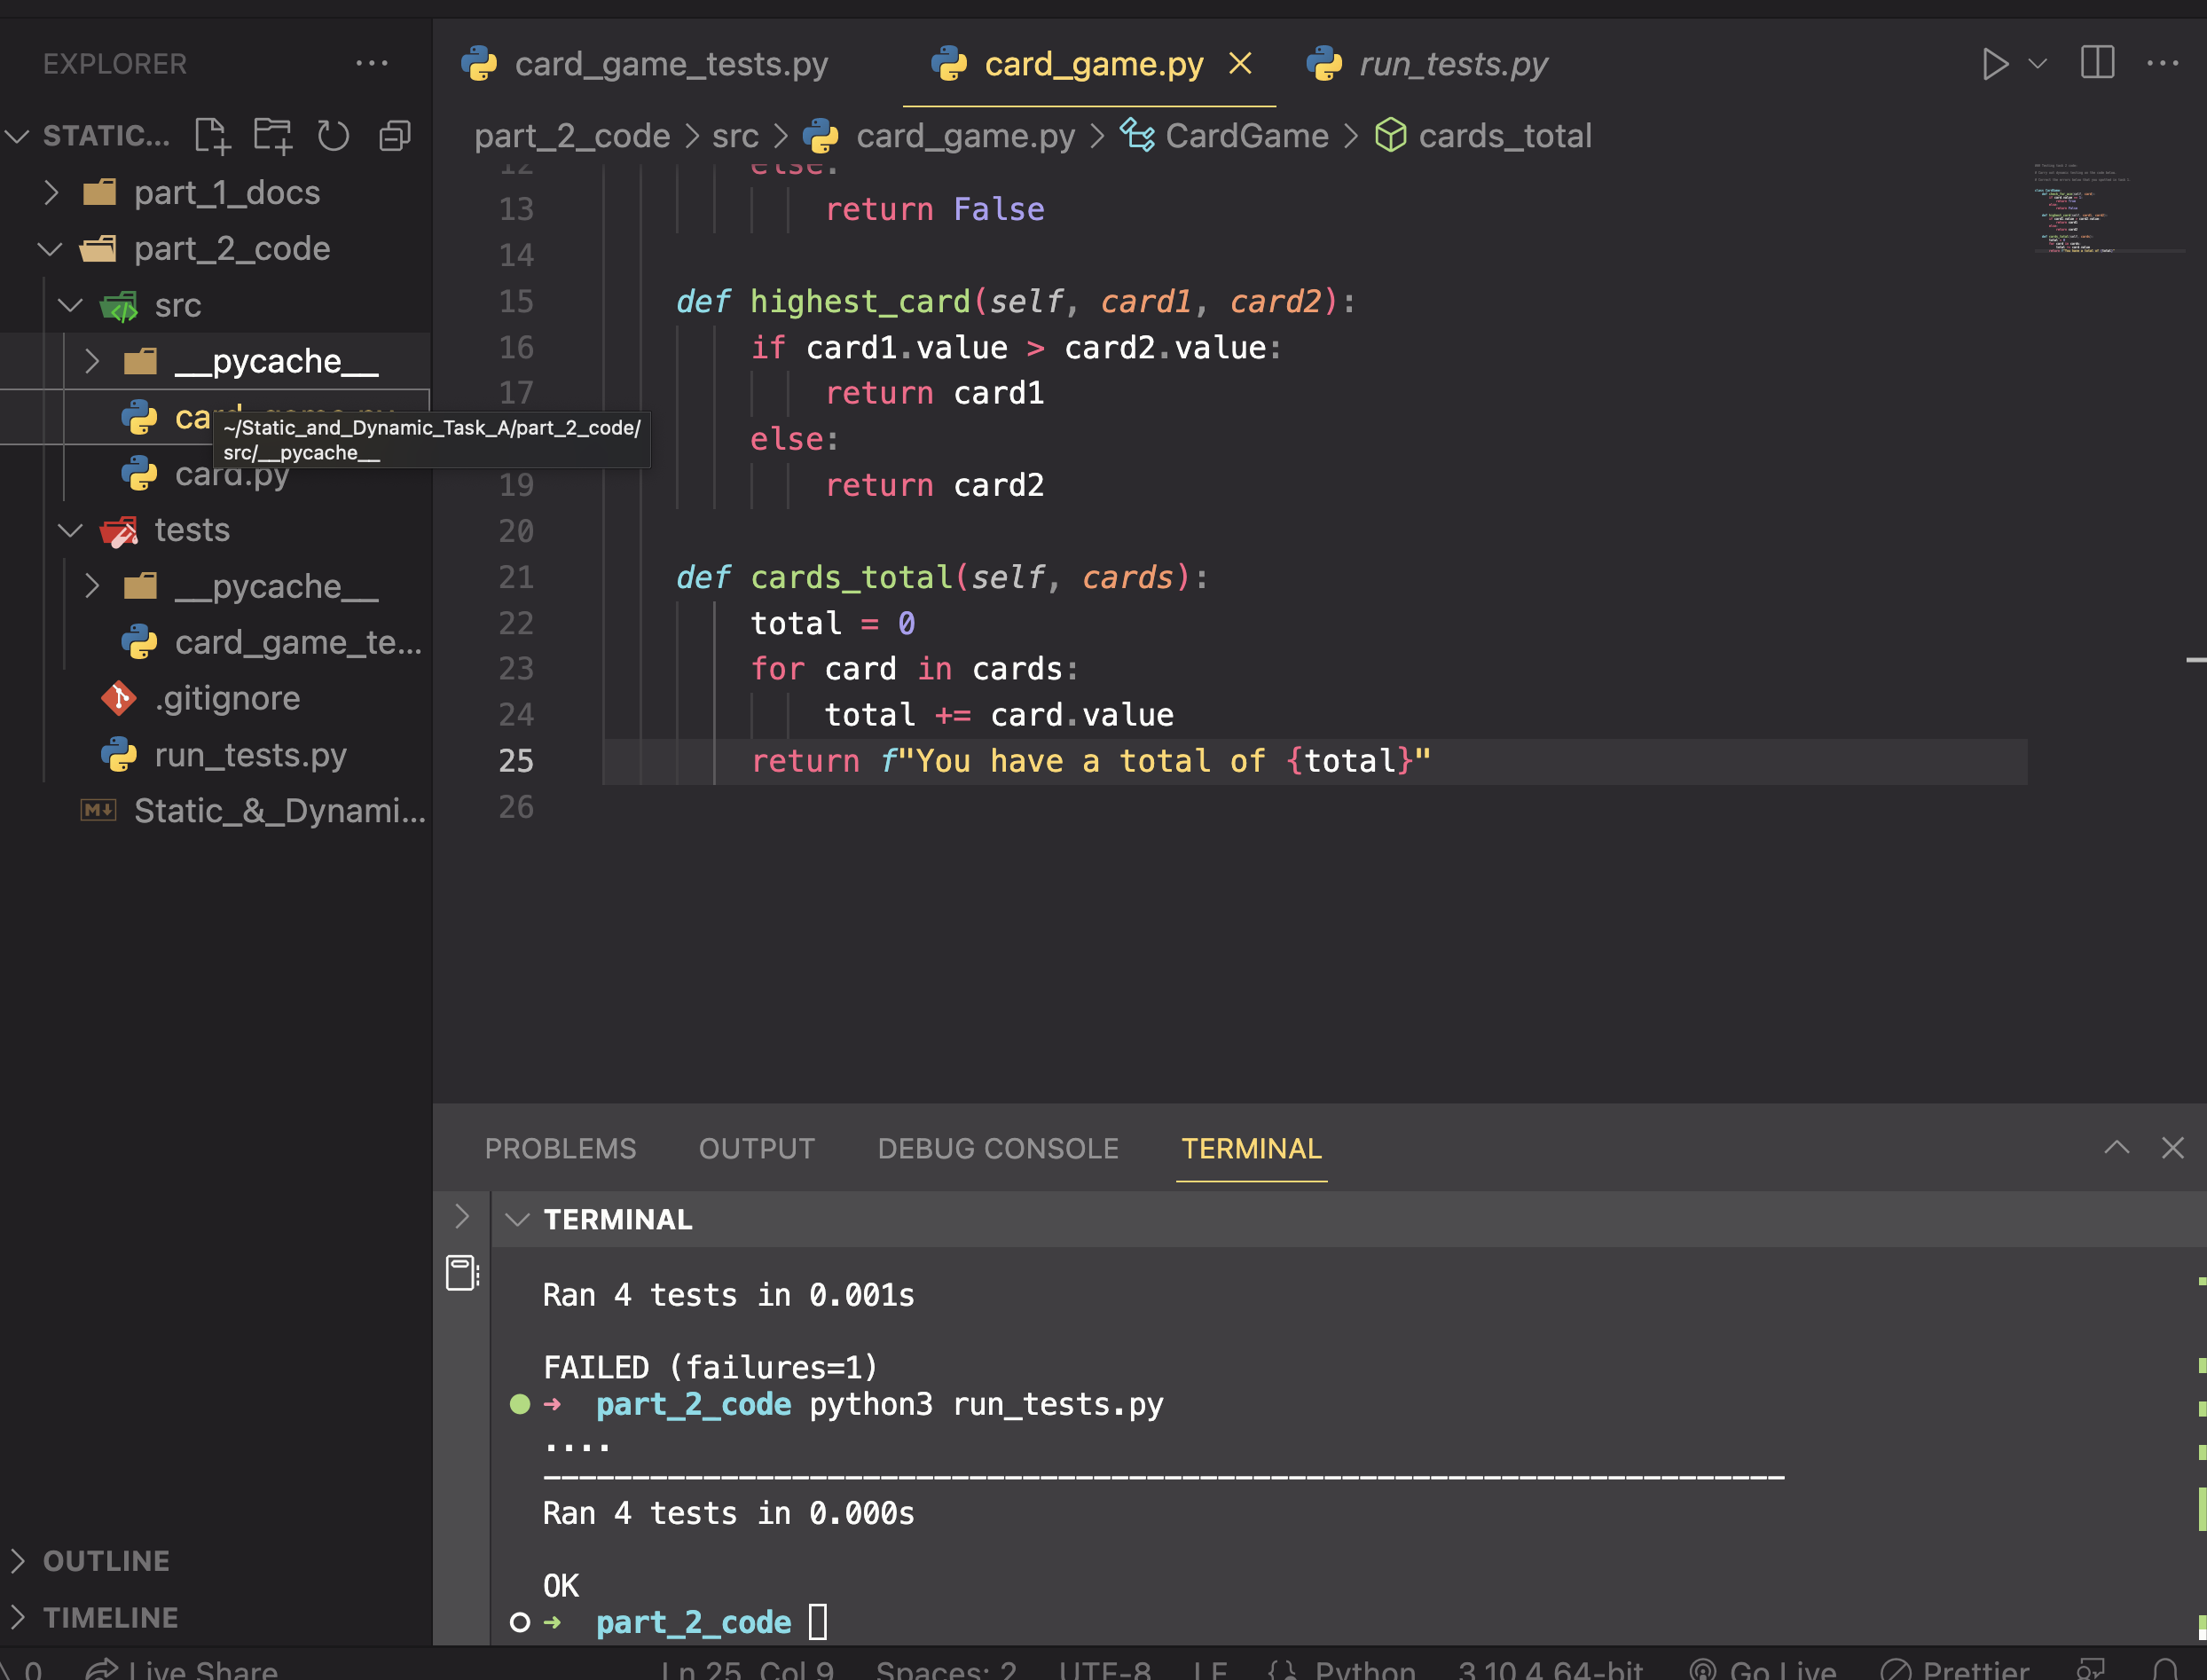 EXPLORER
STATIC...
part_1_docs
part_2_code
src
__pycache__
~/Static_and_Dynamic_Task_A/part_2_code/
src/__pycache__
card.py
tests
__pycache__
card_game_te...
.gitignore
run_tests.py
Static_&_Dynami...
OUTLINE
TIMELINE
card_game_tests.py
card_game.py
run_tests.py
part_2_code > src > card_game.py > CardGame > cards_total
12 else:
13 return False
14
15 def highest_card(self, card1, card2):
16 if card1.value > card2.value:
17 return card1
else:
19 return card2
20
21 def cards_total(self, cards):
22 total = 0
23 for card in cards:
24 total += card.value
25 return f"You have a total of {total}"
26
PROBLEMS OUTPUT DEBUG CONSOLE TERMINAL
TERMINAL
Ran 4 tests in 0.001s
FAILED (failures=1)
➜ part_2_code python3 run_tests.py
....
----------------------------------------------------------------------
Ran 4 tests in 0.000s
OK
➜ part_2_code
0 Live Share Ln 25, Col 9 Spaces: 2 UTF-8 LF Python 3.10.4 64-bit Go Live Prettier